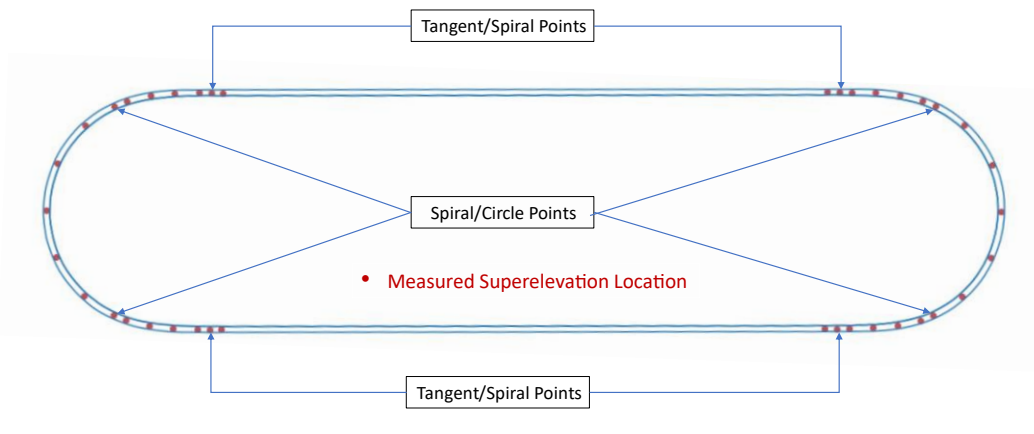 Tangent/Spiral Points
Spiral/Circle Points
• Measured Superelevation Location
Tangent/Spiral Points